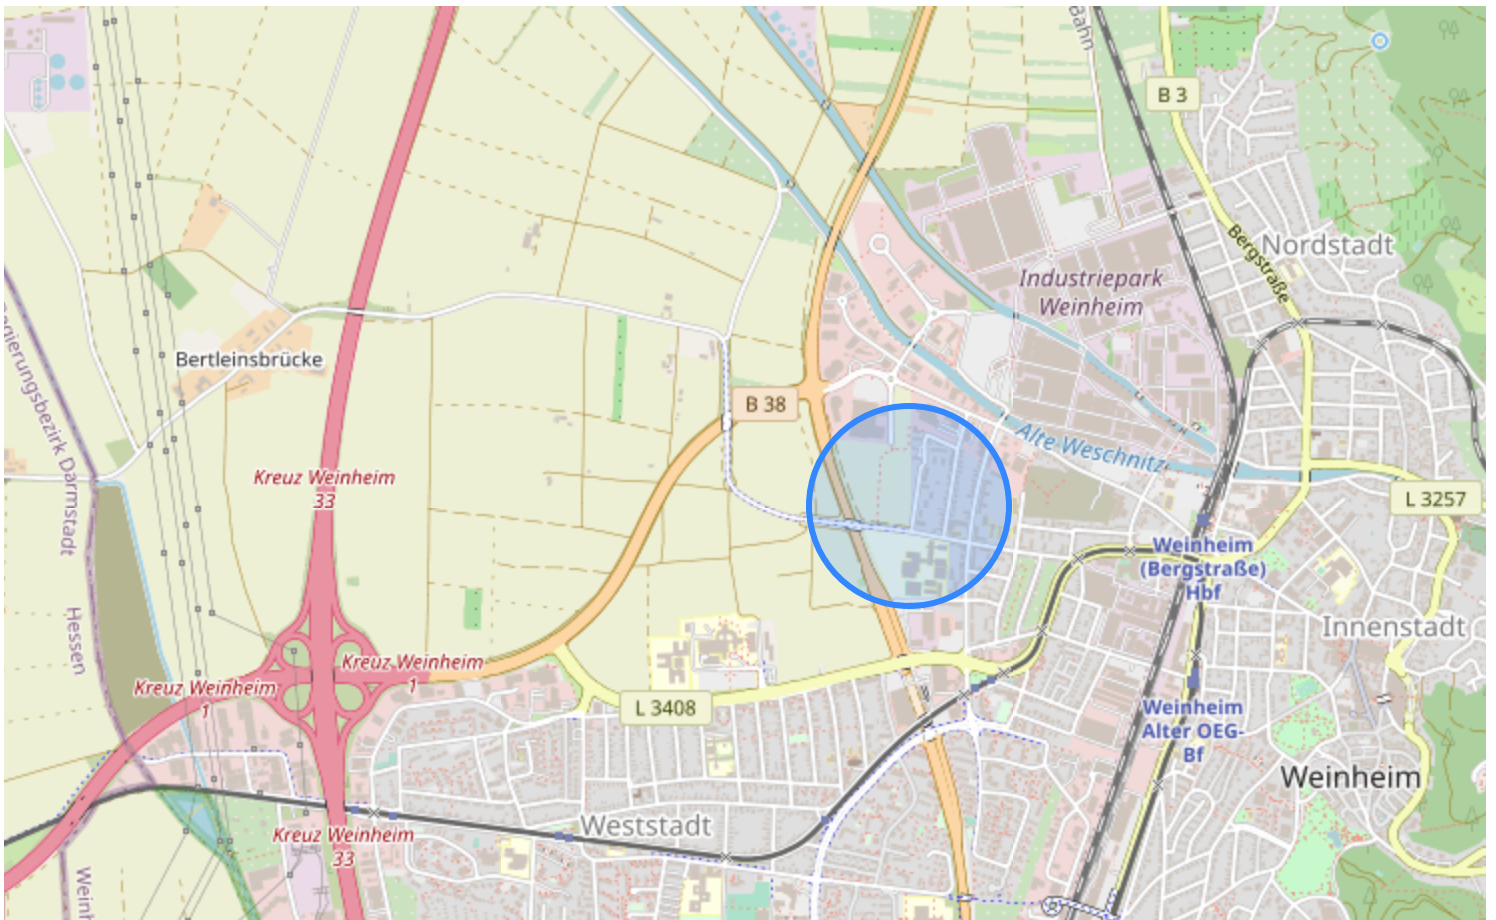 Bahn
B 3
Nordstadt
Bergstraße
Industriepark
Weinheim
Bertleinsbrücke
B 38
Alte Weschnitz
Kreuz Weinheim
33
L 3257
Darmstadt
Weinheim
(Bergstraße)
Hbf
Hessen
Innenstadt
Kreuz Weinheim
1
Kreuz Weinheim
1
L 3408
Weinheim
Alter OEG-
Bf
Weinheim
Weststadt
Kreuz Weinheim
33